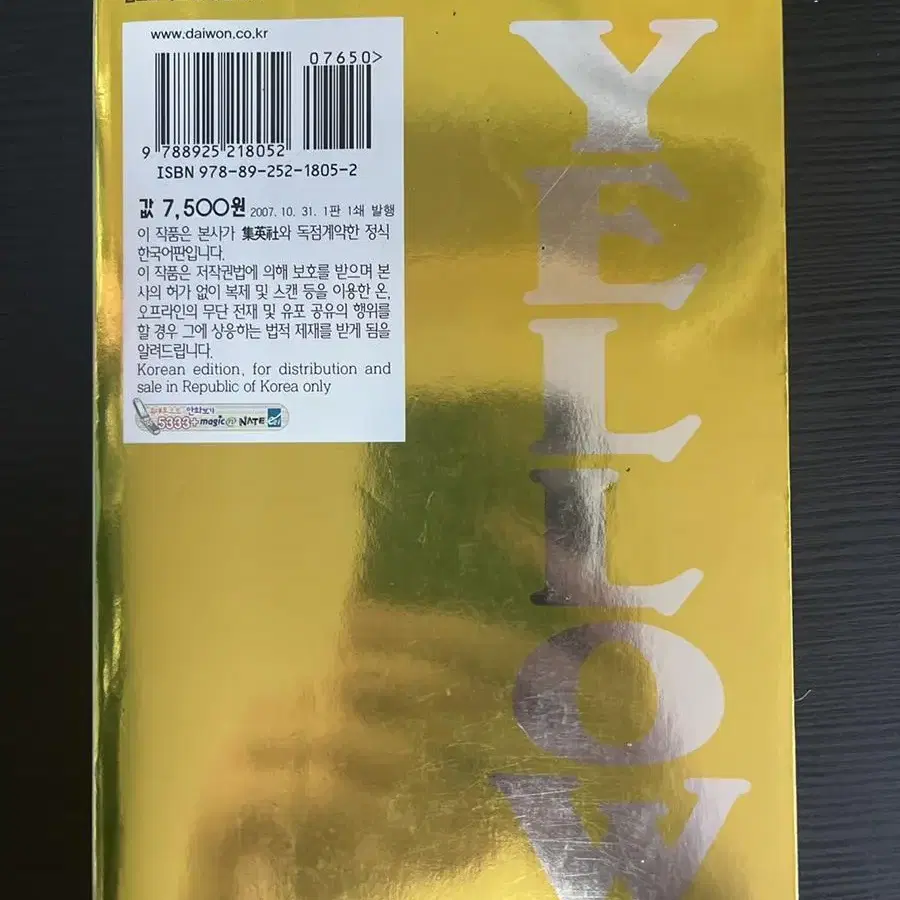 www.daiwon.co.kr
07650>
9 788925 218052
ISBN 978-89-252-1805-2
값 7,500원 2007. 10. 31. 1판 1쇄 발행
이 작품은 본사가 集英社와 독점계약한 정식
한국어판입니다.
이 작품은 저작권법에 의해 보호를 받으며 본
사의 허가 없이 복제 및 스캔 등을 이용한 온,
오프라인의 무단 전재 및 유포 공유의 행위를
할 경우 그에 상응하는 법적 제재를 받게 됨을
알려드립니다.
Korean edition, for distribution and
sale in Republic of Korea only
만화보기
5333+magic n NATE
YELLOW